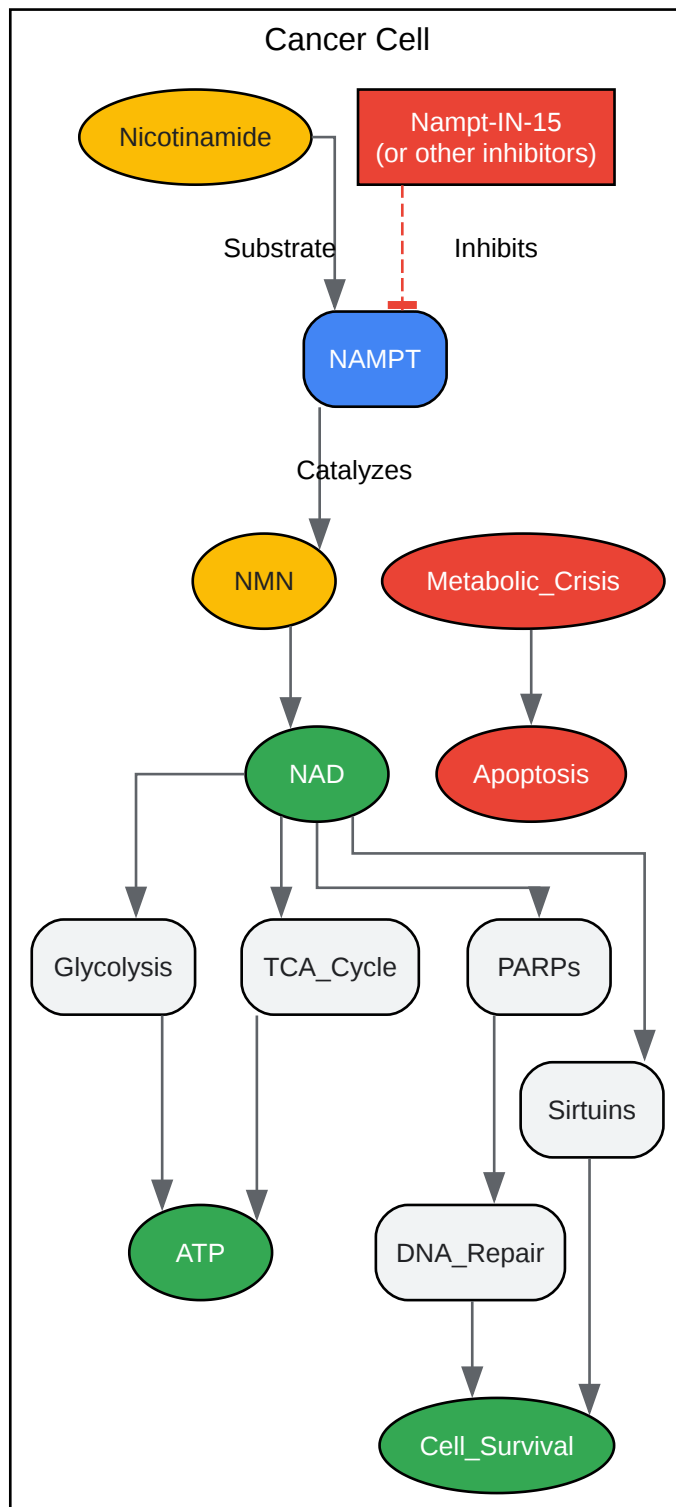 Cancer Cell
Nicotinamide
Nampt-IN-15
(or other inhibitors)
Substrate
Inhibits
NAMPT
Catalyzes
NMN
Metabolic_Crisis
NAD
Apoptosis
Glycolysis
TCA_Cycle
PARPs
Sirtuins
ATP
DNA_Repair
Cell_Survival